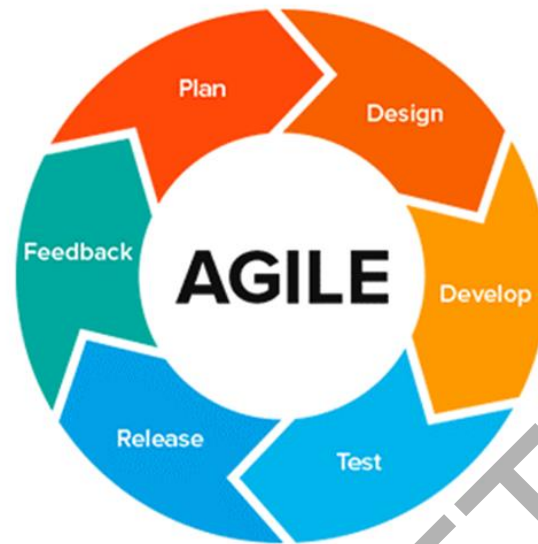 Plan
Design
Feedback
AGILE
Develop
Release
Test